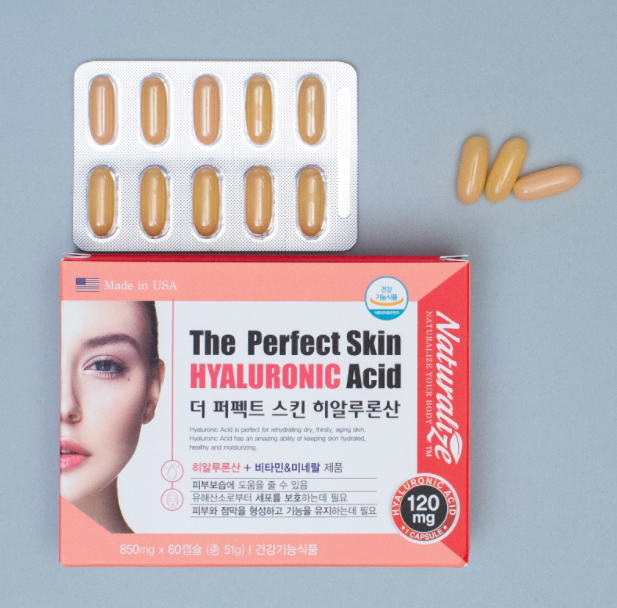 Made in USA
건강
기능식품
The Perfect Skin
HYALURONIC Acid
더 퍼펙트 스킨 히알루론산
Hyaluronic Acid is perfect for rehydrating dry, thirsty, aging skin.
Hyaluroinc Acid has an amazing ability of keeping skin hydrated,
healthy and moisturizing.
히알루론산 + 비타민&미네랄 제품
피부보습에 도움을 줄 수 있음
유해산소로부터 세포를 보호하는데 필요
피부와 점막을 형성하고 기능을 유지하는데 필요
850mg x 60캡슐 (총 51g) I 건강기능식품
Naturalize
NATURALIZE YOUR BODY TM
HYALURONIC ACID
120
mg
1 CAPSULE